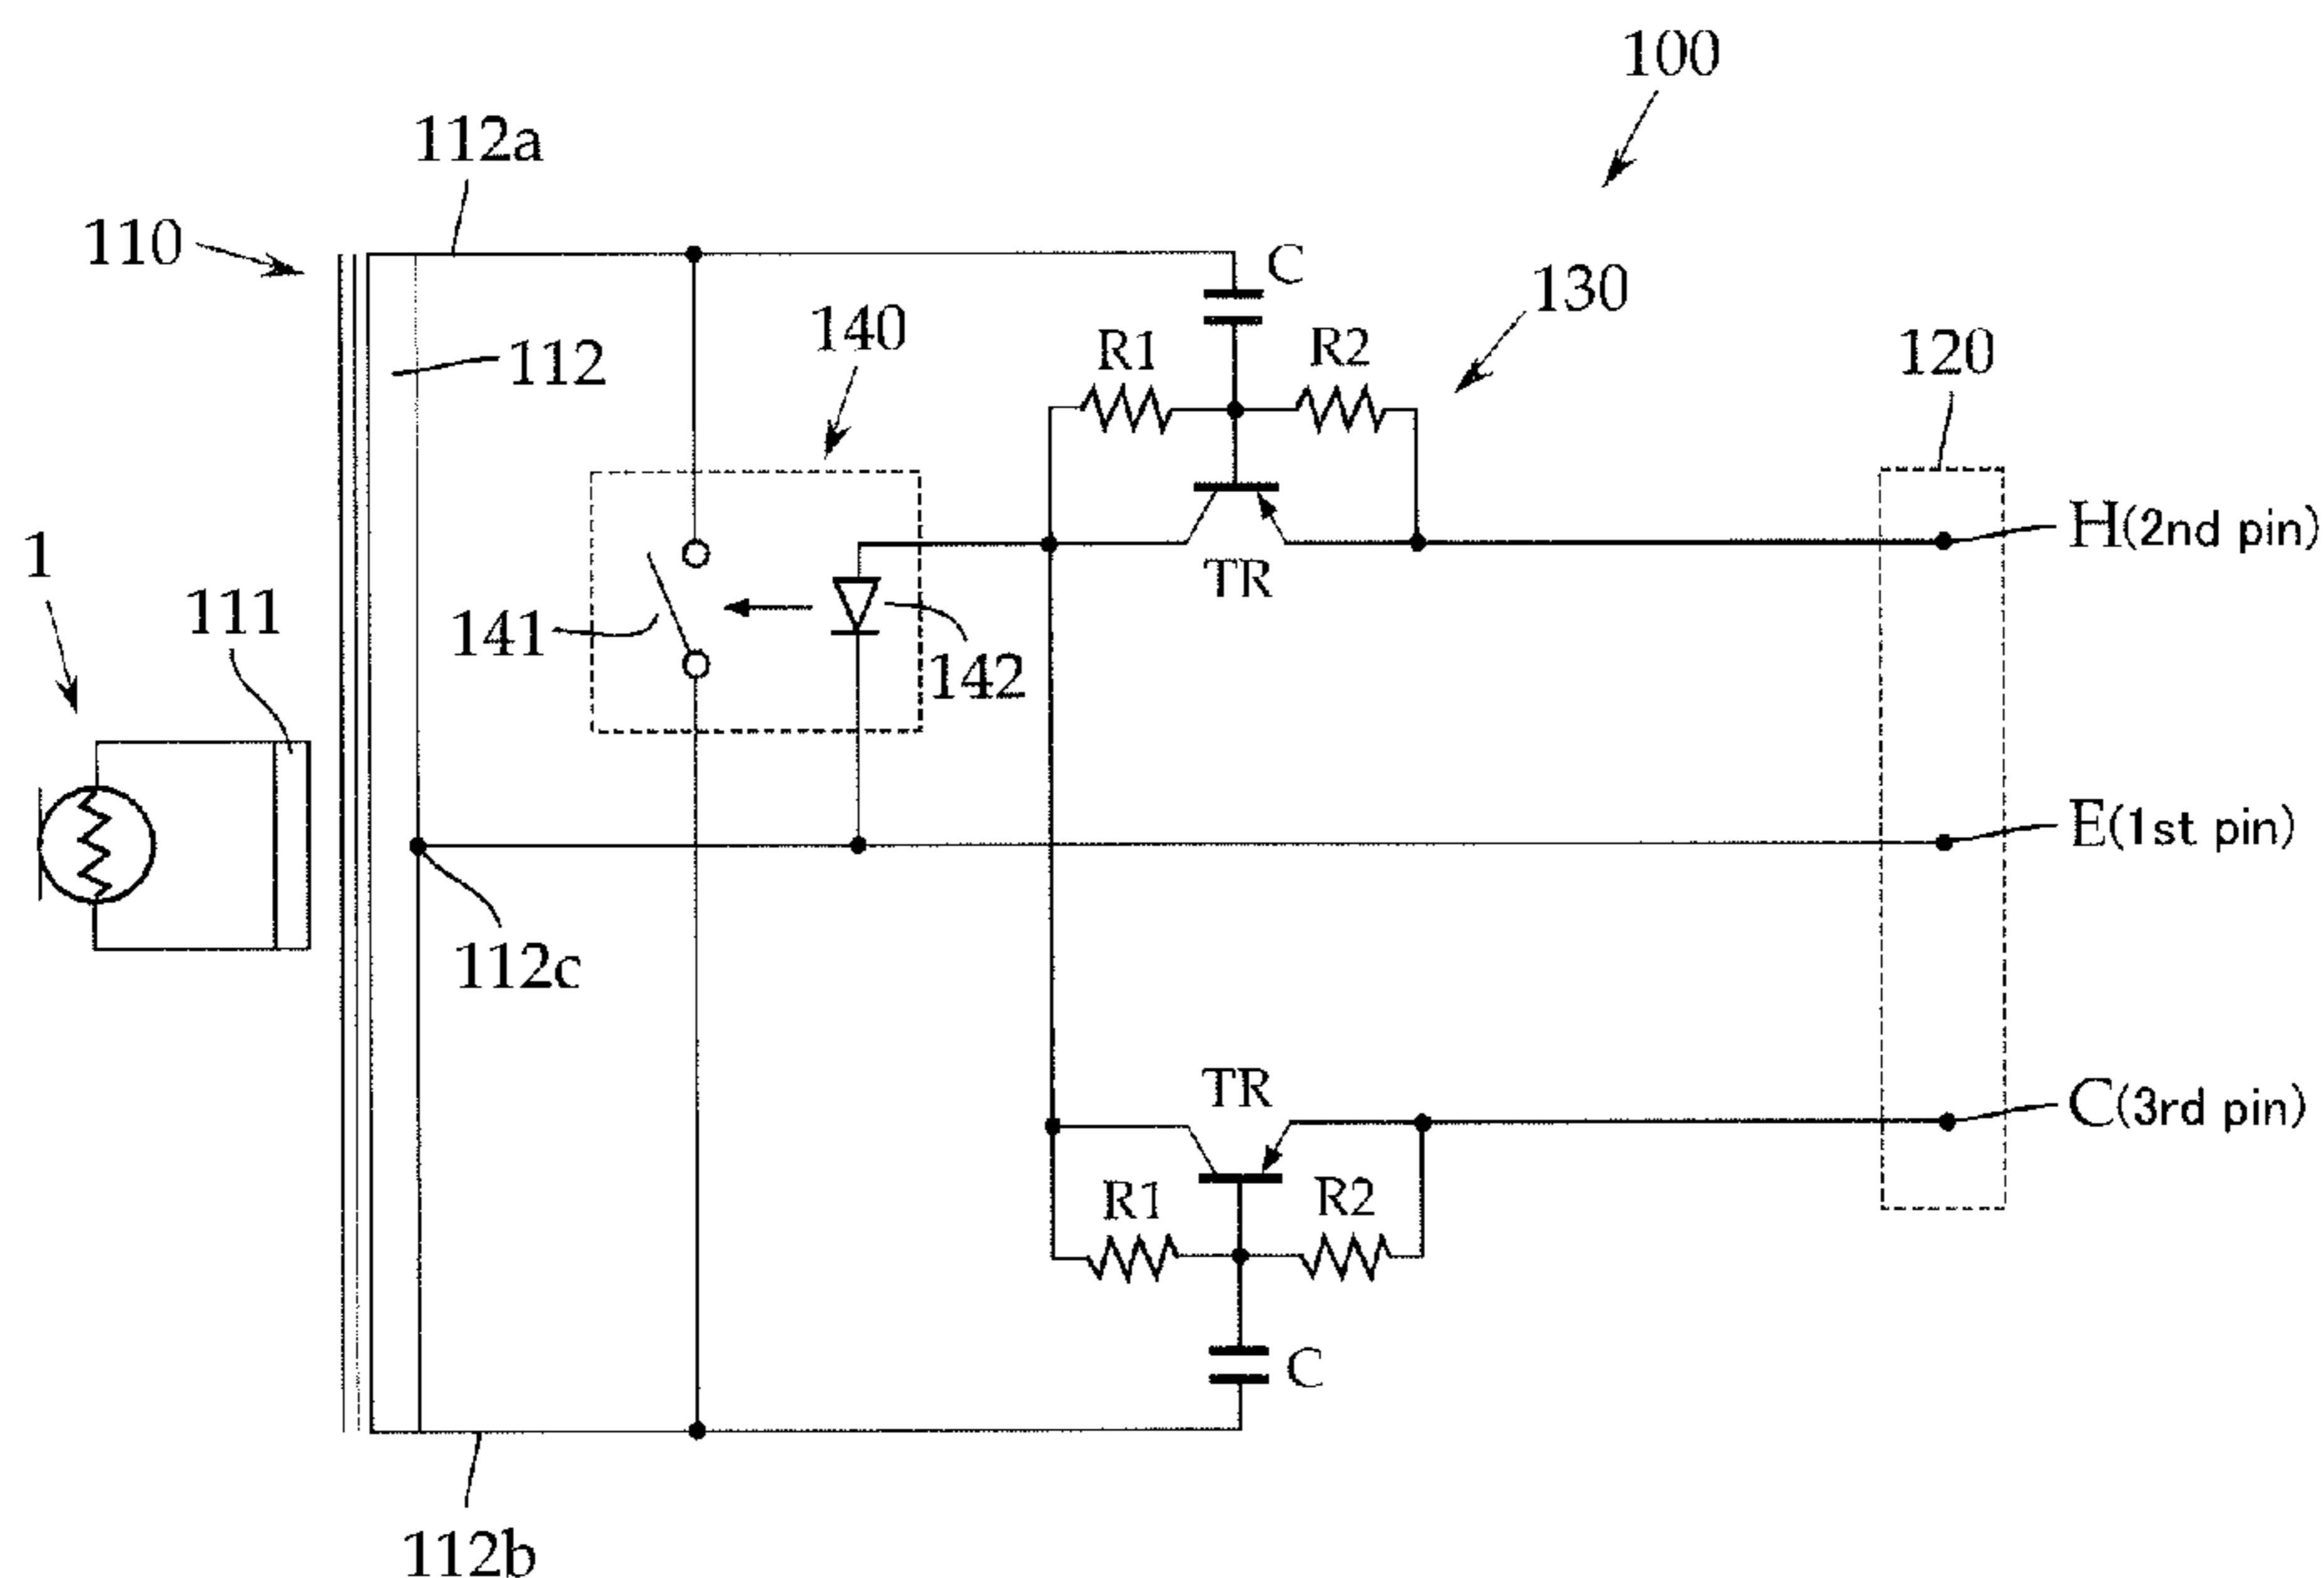 100
112a
110
C
130
140
R1
R2
120
112
H(2nd pin)
1
TR
111
141
142
E(1st pin)
112c
TR
C(3rd pin)
R1
R2
C
112b